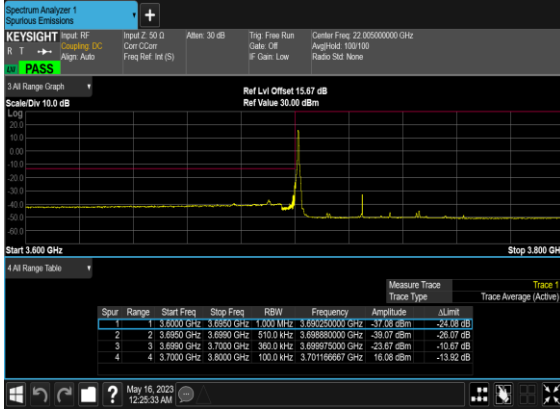 Spectrum Analyzer 1
Spurious Emissions
KEYSIGHT Input: RF Input Z: 50 Ω Atten: 30 dB Trig: Free Run Center Freq: 22.005000000 GHz
R T Coupling: DC Corr CCorr Gate: Off Avg|Hold: 100/100
Align: Auto Freq Ref: Int (S) IF Gain: Low Radio Std: None
PASS
3 All Range Graph
Ref Lvl Offset 15.67 dB
Scale/Div 10.0 dB Ref Value 30.00 dBm
Log
20.0
10.0
0.00
-10.0
-20.0
-30.0
-40.0
-50.0
-60.0
Start 3.600 GHz Stop 3.800 GH
4 All Range Table
Measure Trace Trace 1
Trace Type Trace Average (Active)
Spur Range Start Freq Stop Freq RBW Frequency Amplitude ΔLimit
1 1 3.6000 GHz 3.6950 GHz 1.000 MHz 3.690250000 GHz -37.08 dBm -24.08 dB
2 2 3.6950 GHz 3.6990 GHz 510.0 kHz 3.698880000 GHz -39.07 dBm -26.07 dB
3 3 3.6990 GHz 3.7000 GHz 360.0 kHz 3.699975000 GHz -23.67 dBm -10.67 dB
4 4 3.7000 GHz 3.8000 GHz 100.0 kHz 3.701166667 GHz 16.08 dBm -13.92 dB
May 16, 2023
12:25:33 AM